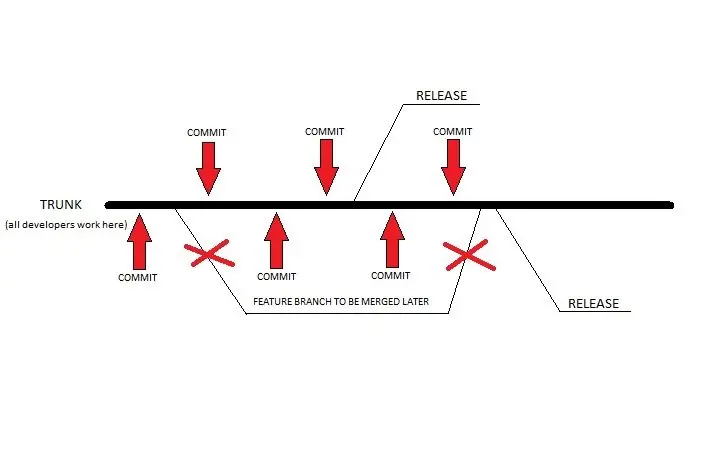 RELEASE
COMMIT
COMMIT
COMMIT
TRUNK
(all developers work here)
COMMIT
COMMIT
COMMIT
FEATURE BRANCH TO BE MERGED LATER
RELEASE